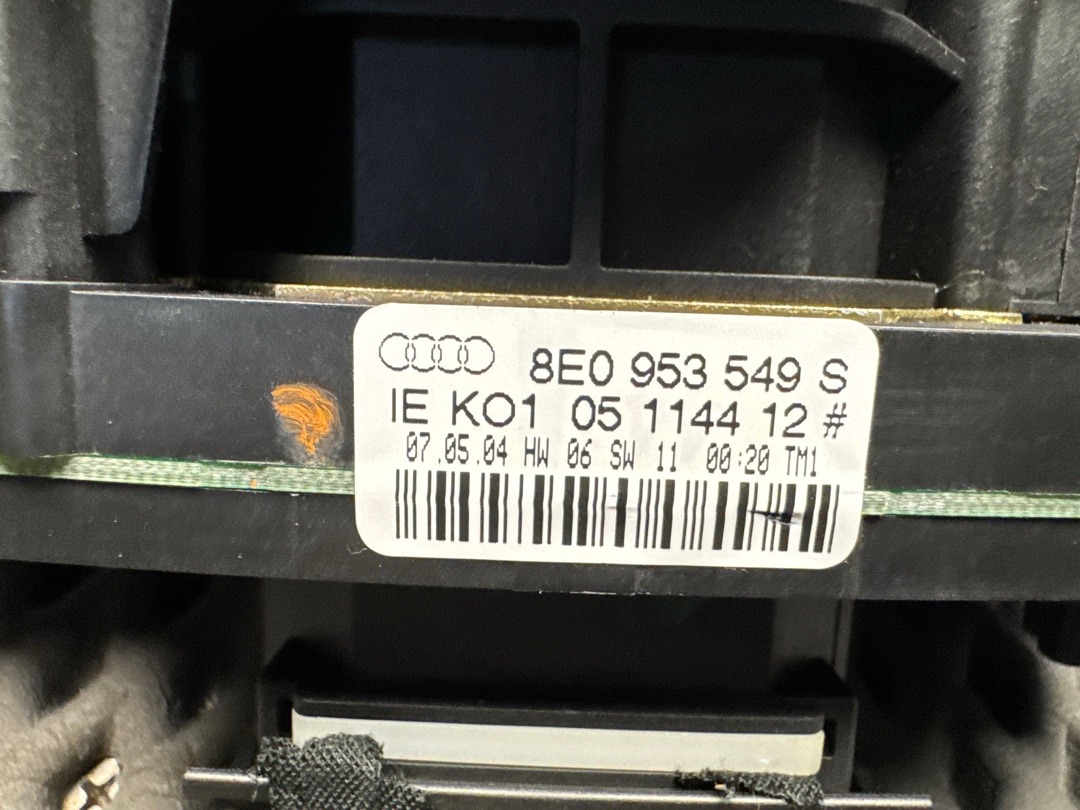 8E0 953 549 S
IE KO1 05 1144 12 #
07.05.04 HW 06 SW 11 00:20 TM1